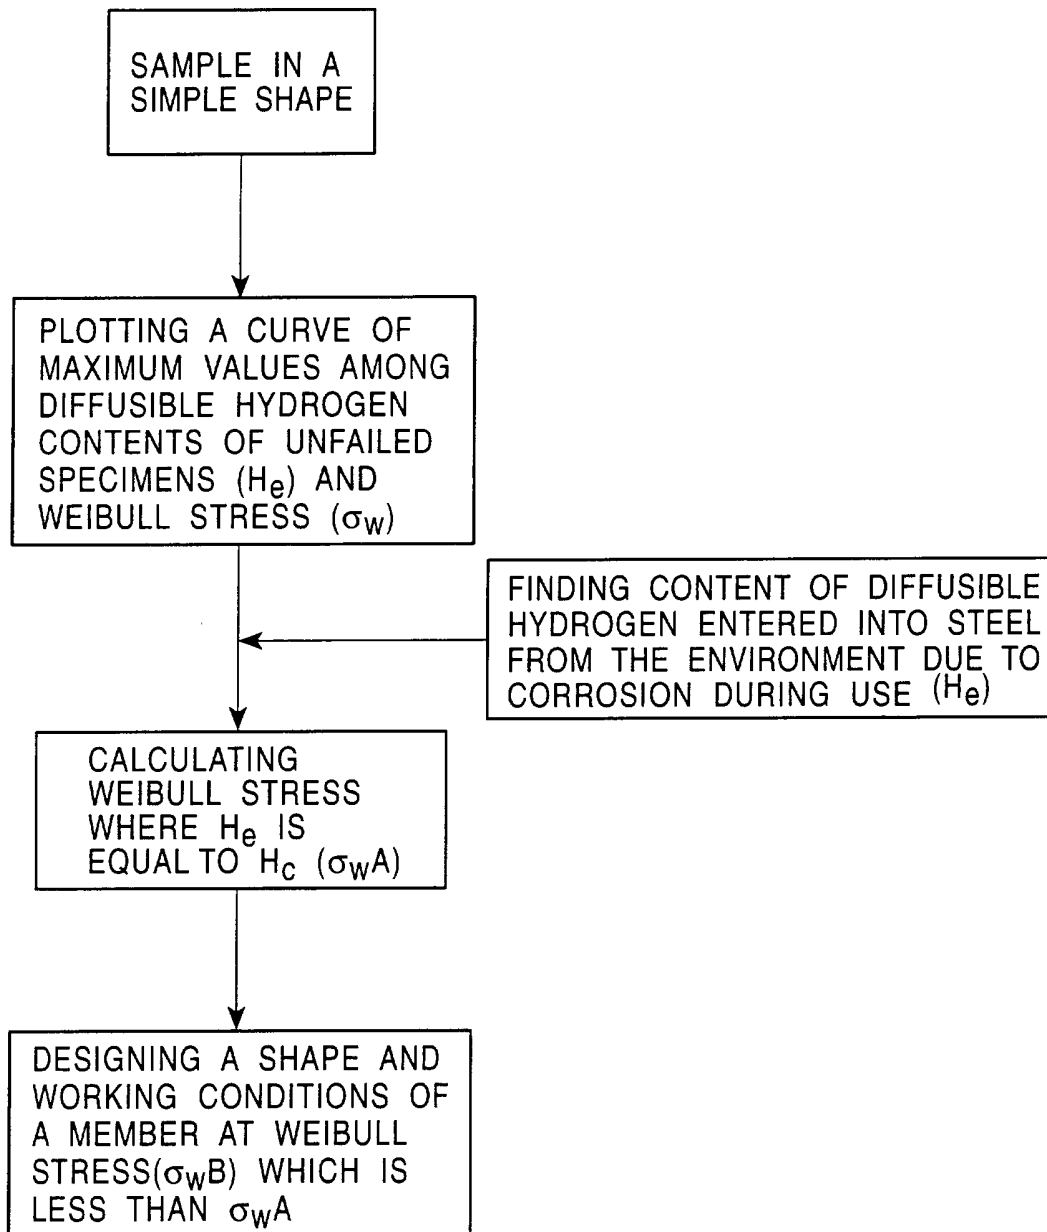 SAMPLE IN A
SIMPLE SHAPE
PLOTTING A CURVE OF
MAXIMUM VALUES AMONG
DIFFUSIBLE HYDROGEN
CONTENTS OF UNFAILED
SPECIMENS (He) AND
WEIBULL STRESS (σw)
FINDING CONTENT OF DIFFUSIBLE
HYDROGEN ENTERED INTO STEEL
FROM THE ENVIRONMENT DUE TO
CORROSION DURING USE (He)
CALCULATING
WEIBULL STRESS
WHERE He IS
EQUAL TO Hc (σwA)
DESIGNING A SHAPE AND
WORKING CONDITIONS OF
A MEMBER AT WEIBULL
STRESS(σwB) WHICH IS
LESS THAN σwA